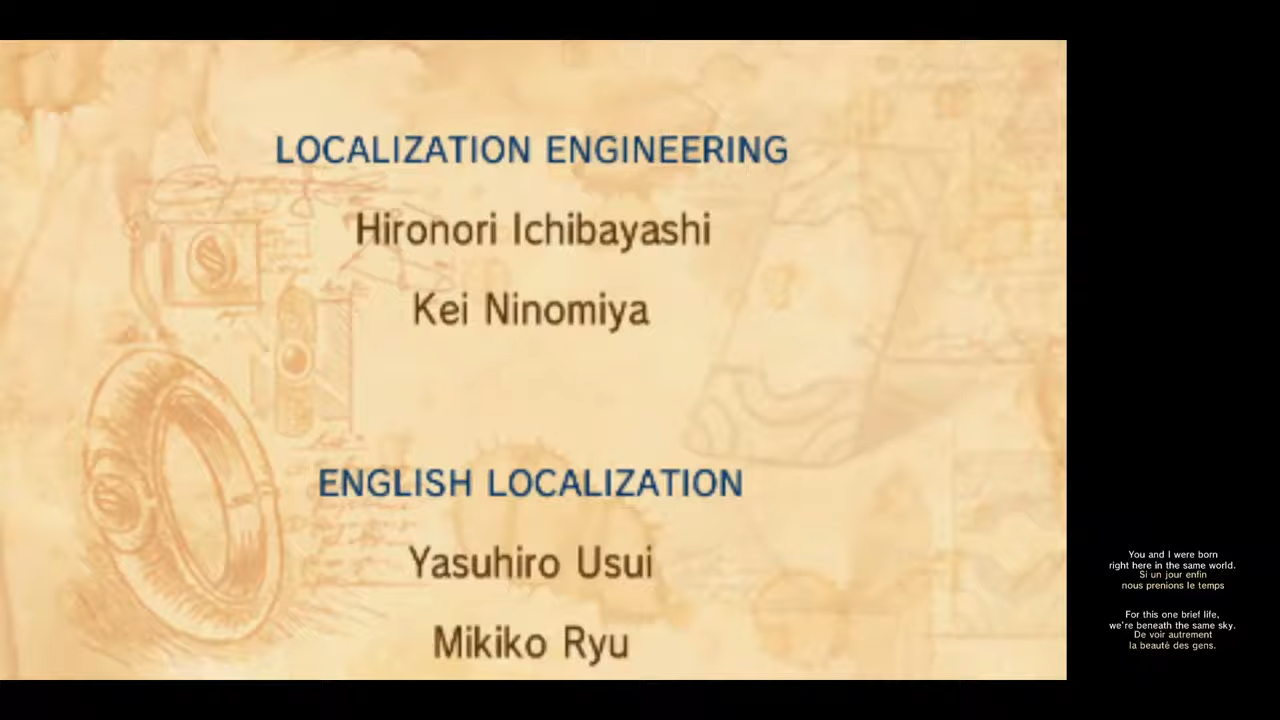 LOCALIZATION ENGINEERING
Hironori Ichibayashi
Kei Ninomiya
ENGLISH LOCALIZATION
Yasuhiro Usui
Mikiko Ryu
You and I were born
right here in the same world.
Si un jour enfin
nous prenions le temps
For this one brief life,
we're beneath the same sky.
De voir autrement
la beauté des gens.